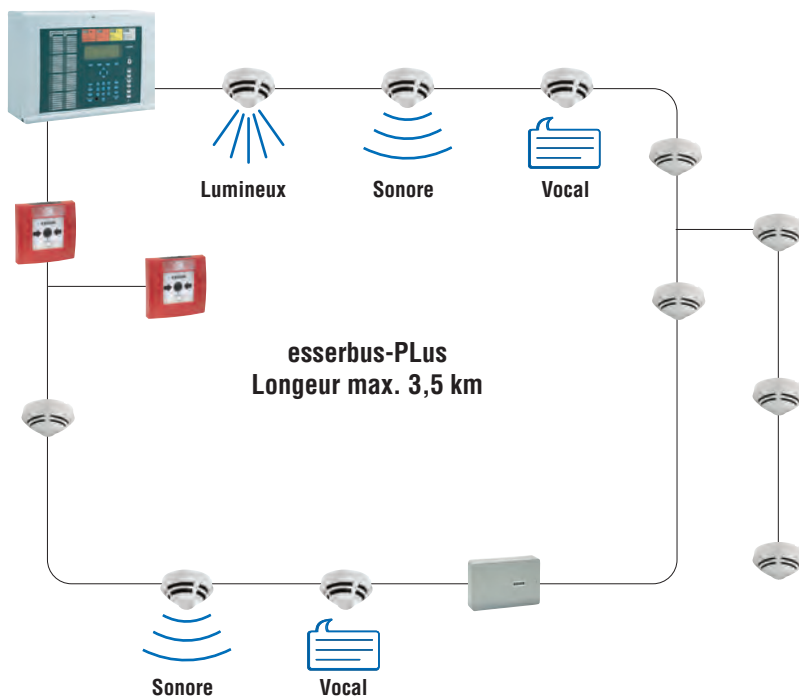 Lumineux
Sonore
Vocal
esserbus-PLus
Longeur max. 3,5 km
Sonore
Vocal